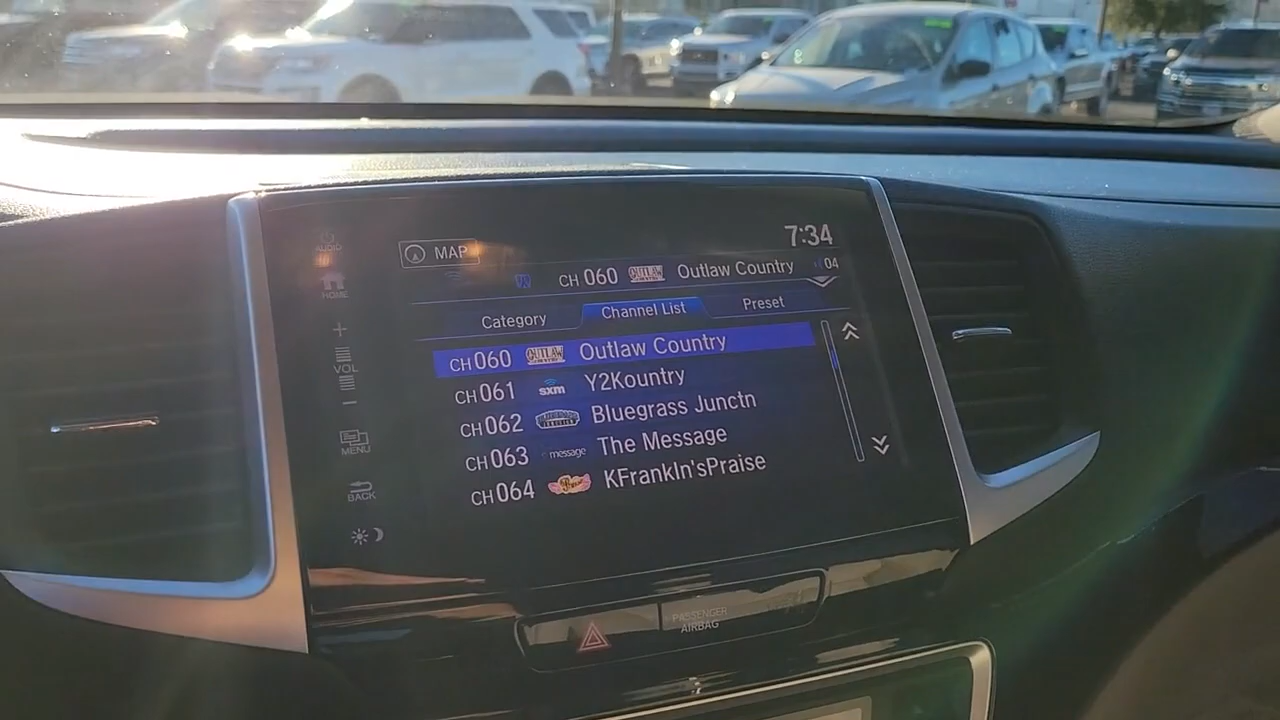 AUDIO
MAP
7:34
HOME
CH 060 OUTLAW Outlaw Country 04
Category Channel List Preset
CH 060 OUTLAW Outlaw Country
CH 061 sxm Y2Kountry
CH 062 Bluegrass Junctn
CH 063 message The Message
CH 064 KFrankln'sPraise
+
VOL
−
MENU
BACK
PASSENGER
AIRBAG